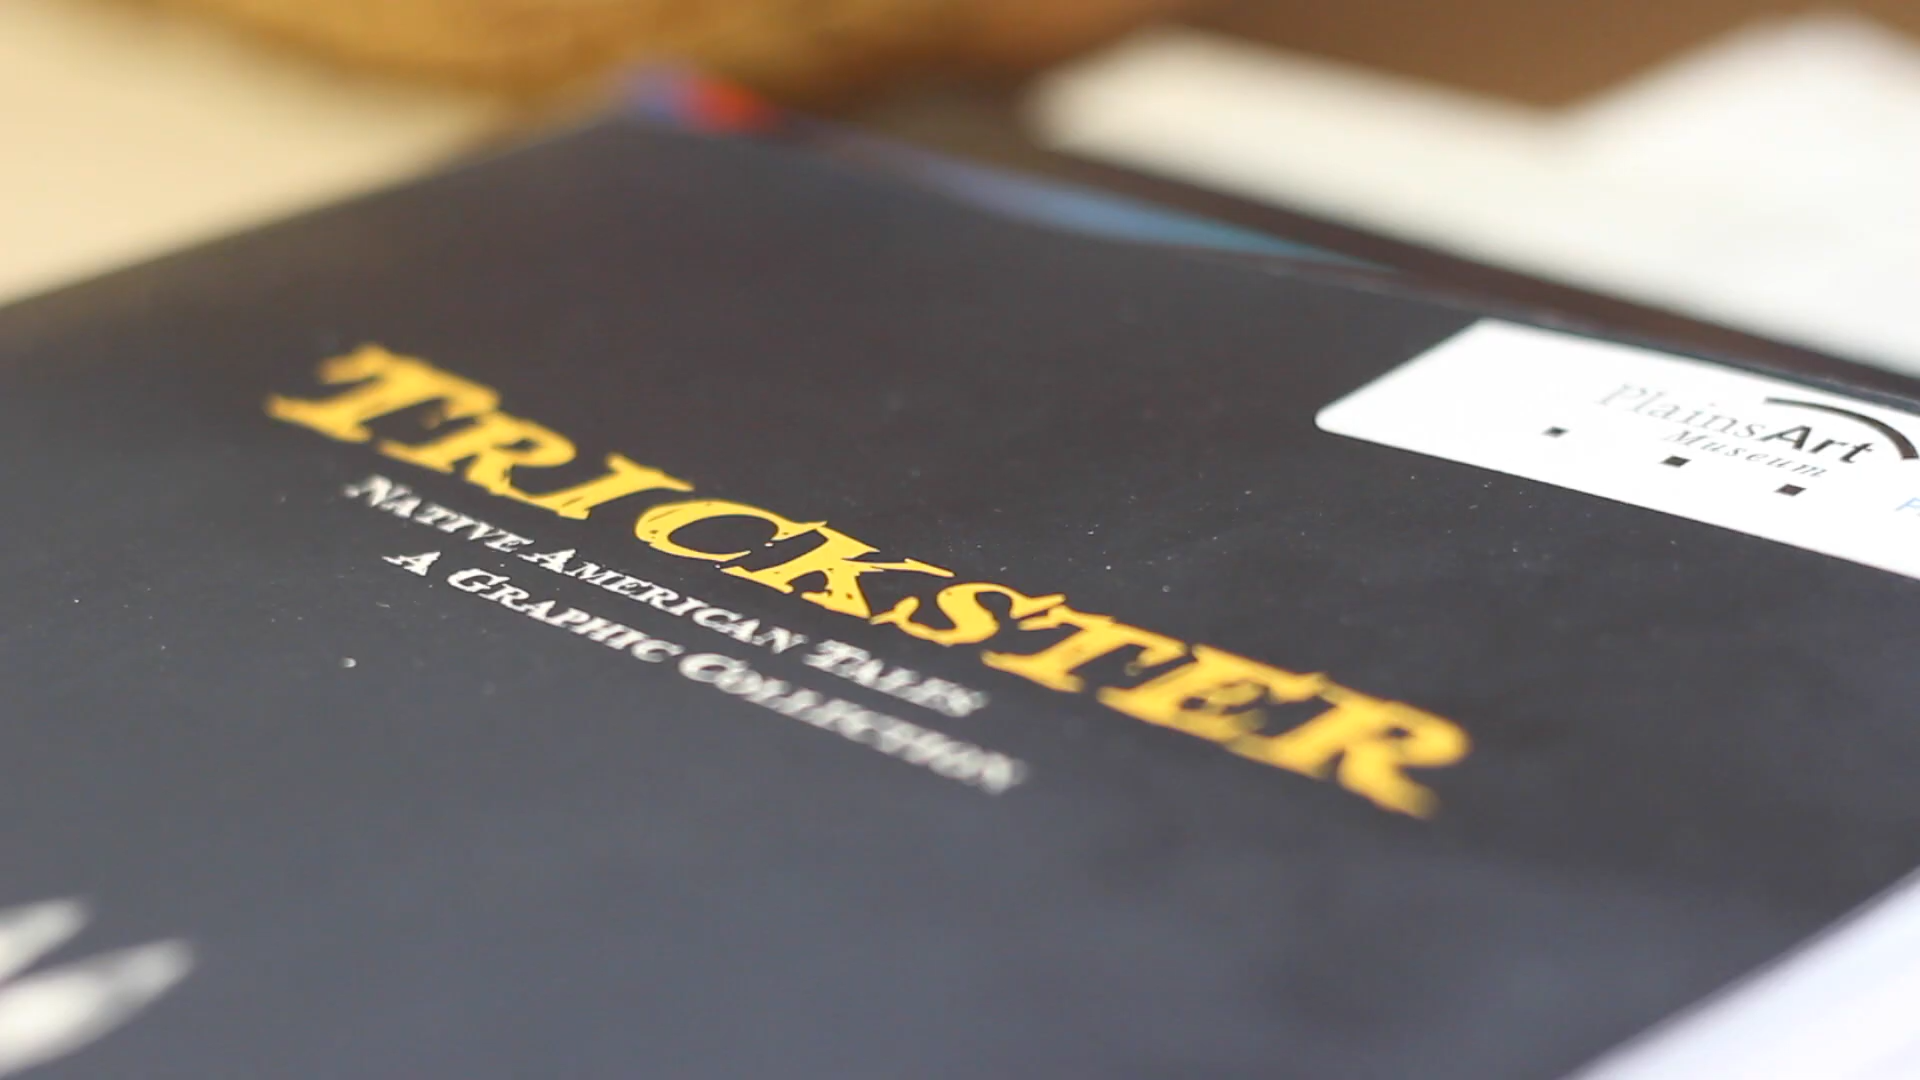 TRICKSTER
NATIVE AMERICAN TALES
A GRAPHIC COLLECTION
PlainsArt
Museum